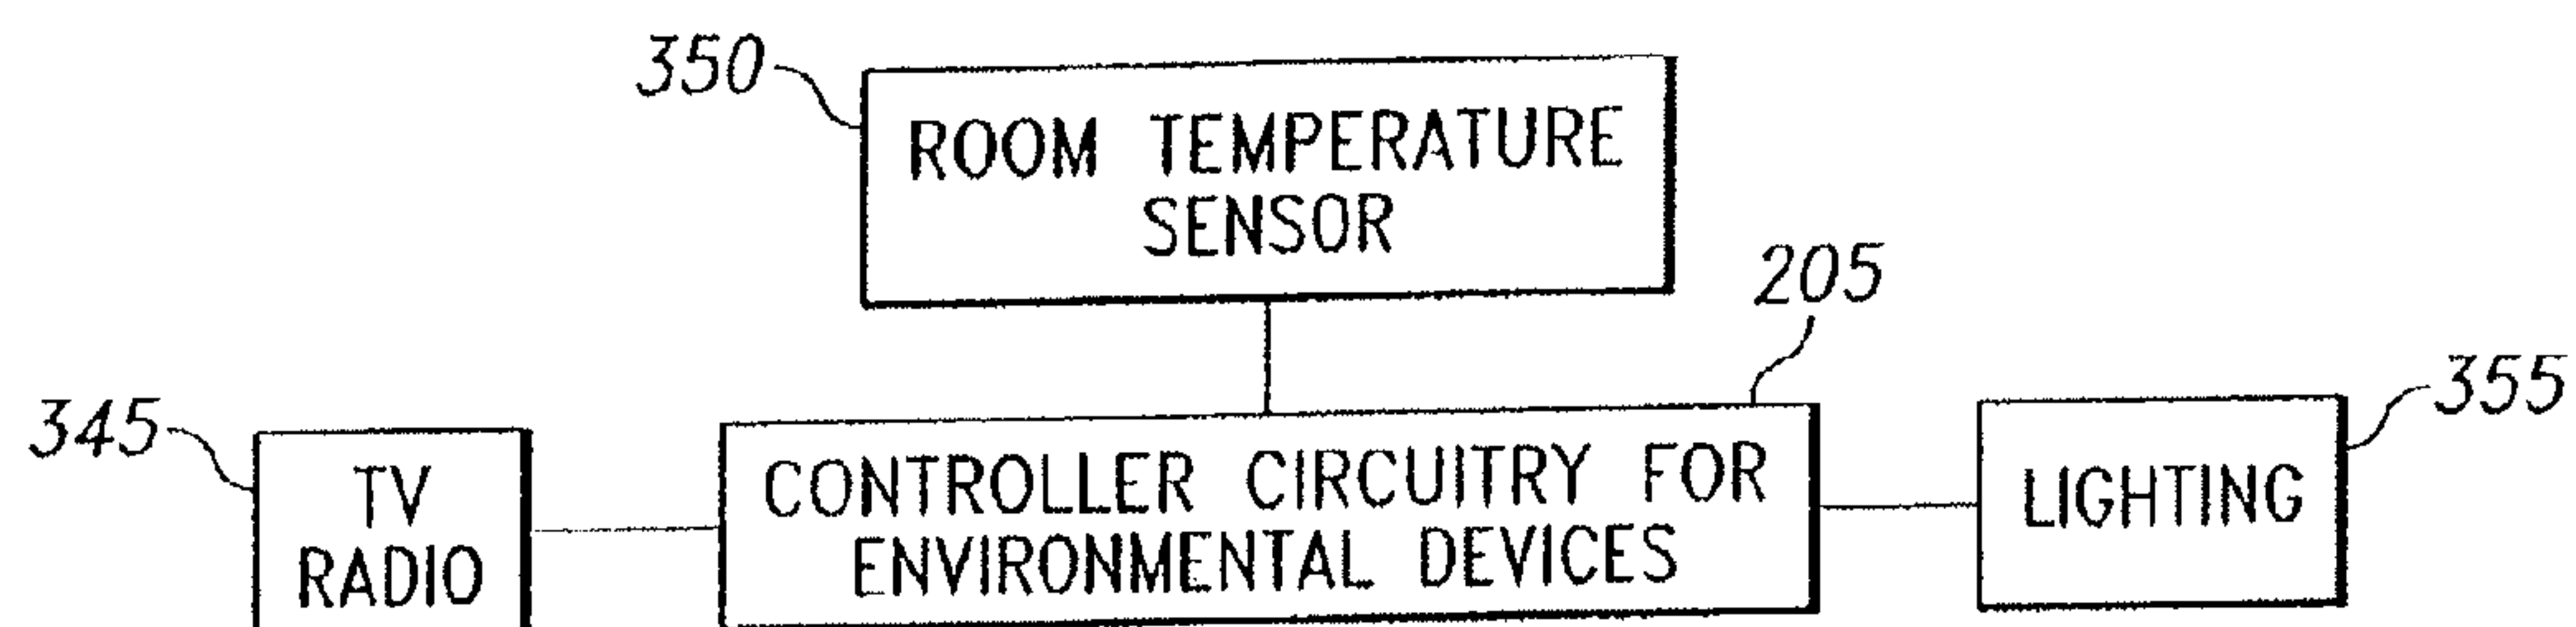 350
ROOM TEMPERATURE
SENSOR
205
345
TV
RADIO
CONTROLLER CIRCUITRY FOR
ENVIRONMENTAL DEVICES
LIGHTING
355